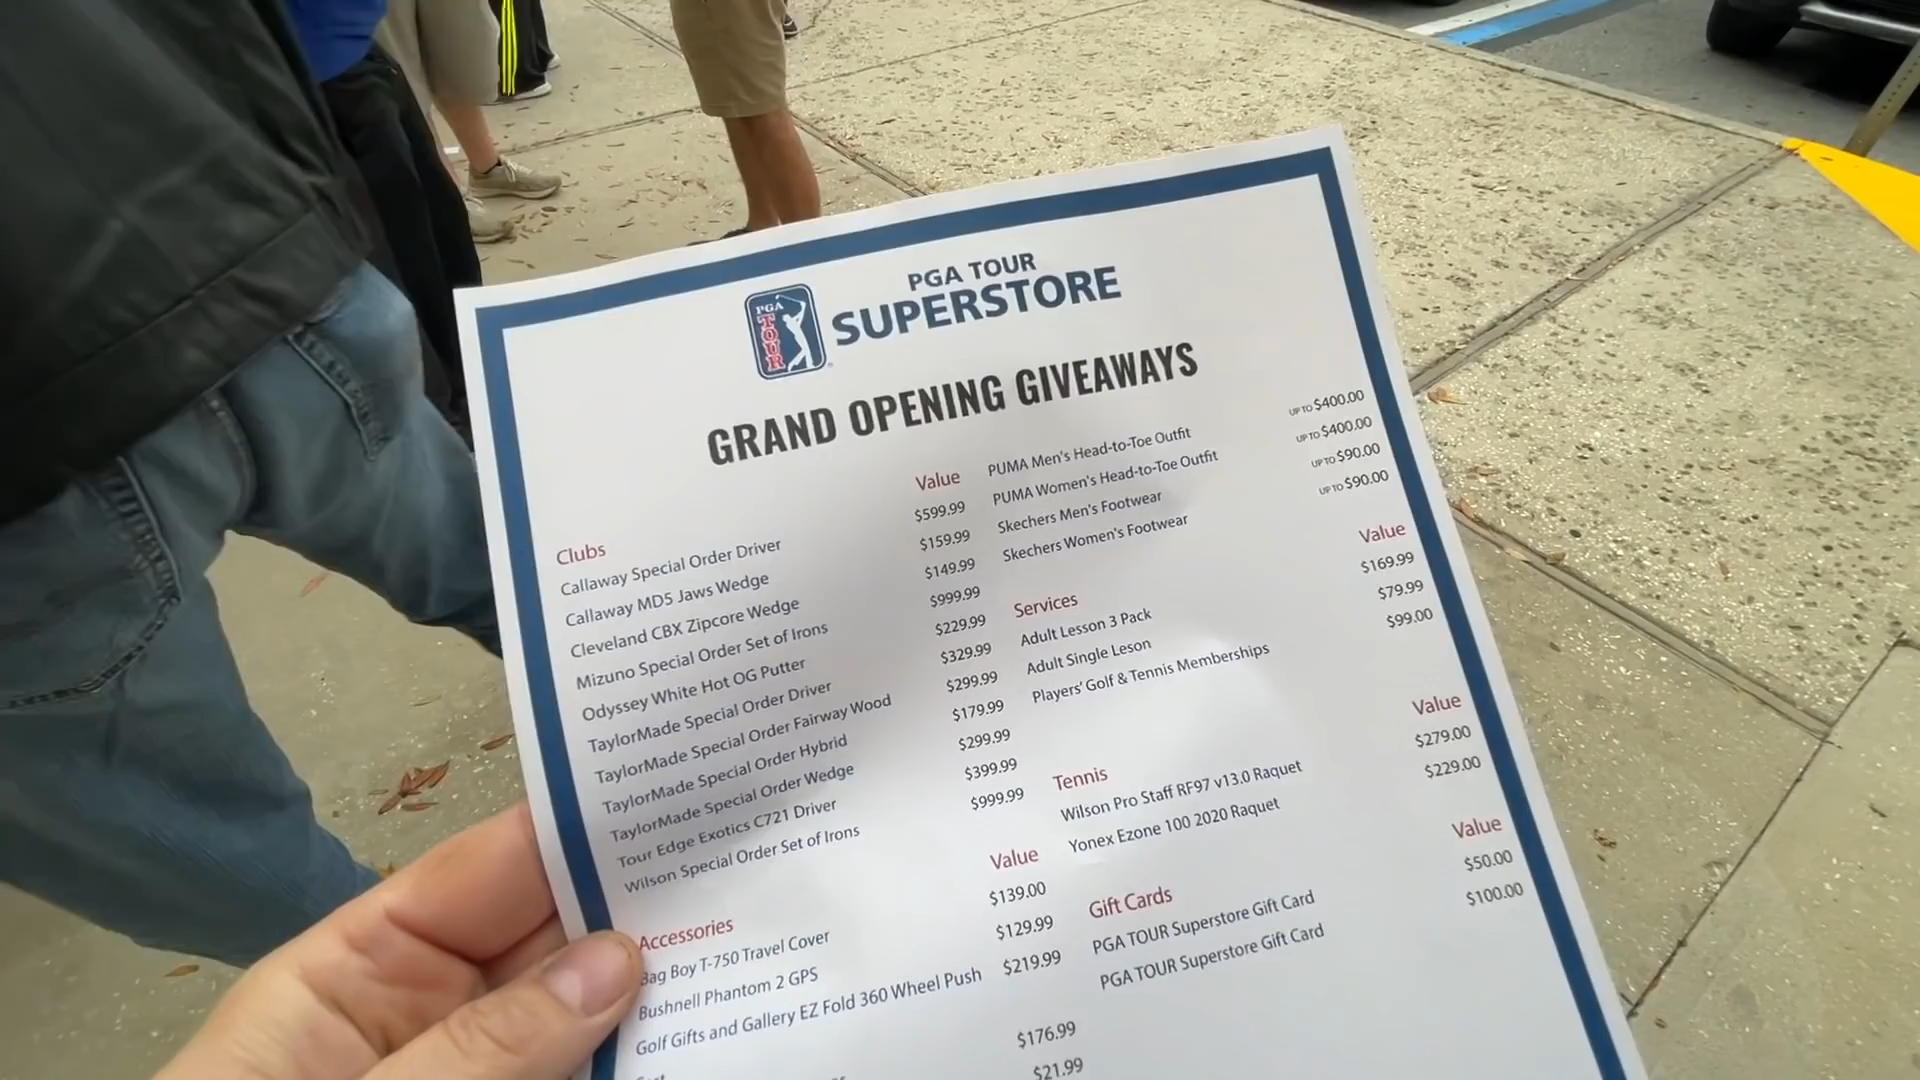 PGA TOUR
PGA TOUR
SUPERSTORE
GRAND OPENING GIVEAWAYS
Clubs Value
Callaway Special Order Driver $599.99
Callaway MD5 Jaws Wedge $159.99
Cleveland CBX Zipcore Wedge $149.99
Mizuno Special Order Set of Irons $999.99
Odyssey White Hot OG Putter $229.99
TaylorMade Special Order Driver $329.99
TaylorMade Special Order Fairway Wood $299.99
TaylorMade Special Order Hybrid $179.99
TaylorMade Special Order Wedge $299.99
Tour Edge Exotics C721 Driver $399.99
Wilson Special Order Set of Irons $999.99
Accessories Value
Bag Boy T-750 Travel Cover $139.00
Bushnell Phantom 2 GPS $129.99
Golf Gifts and Gallery EZ Fold 360 Wheel Push $219.99
$176.99
$21.99
PUMA Men's Head-to-Toe Outfit UP TO $400.00
PUMA Women's Head-to-Toe Outfit UP TO $400.00
Skechers Men's Footwear UP TO $90.00
Skechers Women's Footwear UP TO $90.00
Services Value
Adult Lesson 3 Pack $169.99
Adult Single Leson $79.99
Players' Golf & Tennis Memberships $99.00
Tennis Value
Wilson Pro Staff RF97 v13.0 Raquet $279.00
Yonex Ezone 100 2020 Raquet $229.00
Gift Cards Value
PGA TOUR Superstore Gift Card $50.00
PGA TOUR Superstore Gift Card $100.00